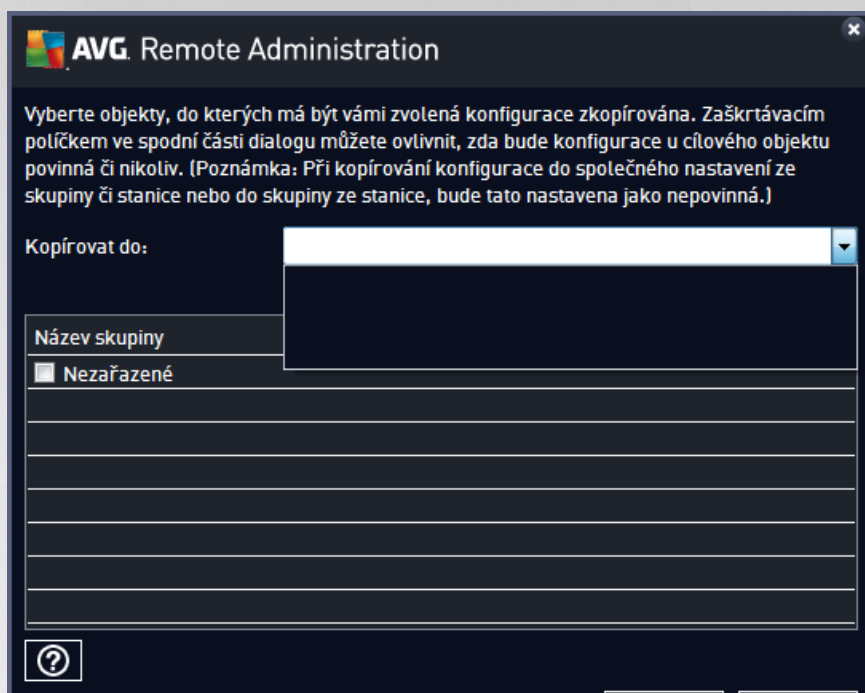 AVG. Remote Administration
Vyberte objekty, do kterých má být vámi zvolená konfigurace zkopírována. Zaškrtávacím
políčkem ve spodní části dialogu můžete ovlivnit, zda bude konfigurace u cílového objektu
povinná či nikoliv. (Poznámka: Při kopírování konfigurace do společného nastavení ze
skupiny či stanice nebo do skupiny ze stanice, bude tato nastavena jako nepovinná.)
Kopírovat do:
Název skupiny
Nezařazené